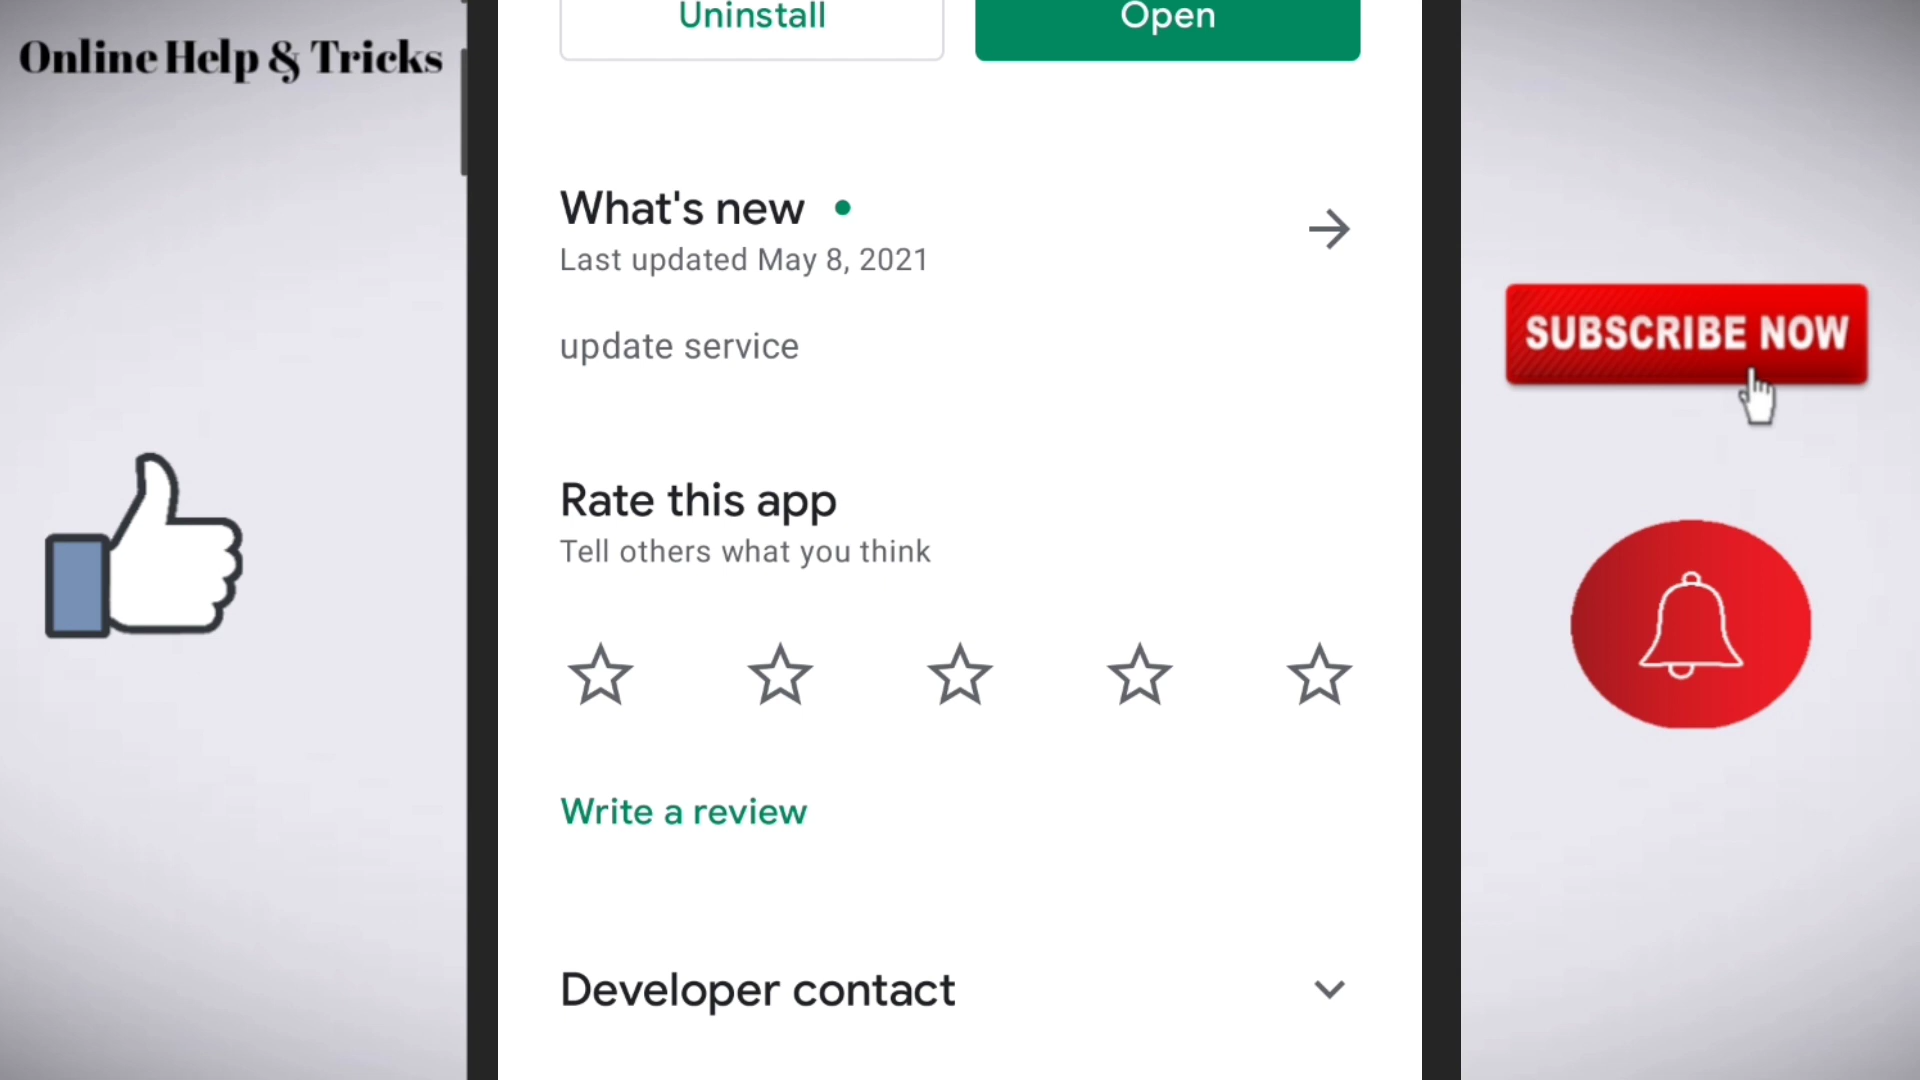 Online Help & Tricks
Uninstall
Open
What's new
Last updated May 8, 2021
update service
Rate this app
Tell others what you think
Write a review
Developer contact
SUBSCRIBE NOW